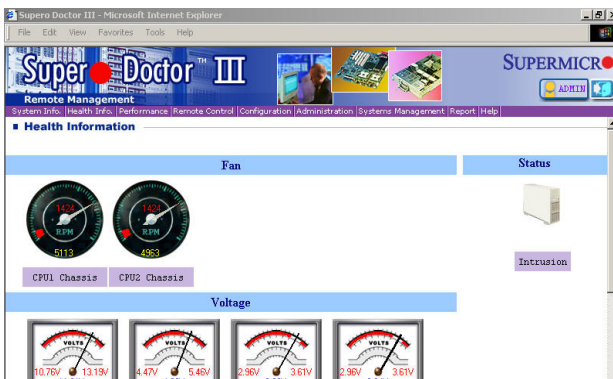 Supero Doctor III - Microsoft Internet Explorer
File Edit View Favorites Tools Help
Super Doctor™ III
SUPERMICR
Remote Management
ADMIN
System Info. |Health Info. |Performance |Remote Control |Configuration |Administration |Systems Management |Report |Help|
Health Information
Fan
Status
1424 1424
RPM RPM
5113 4963
CPU1 Chassis CPU2 Chassis
Intrusion
Voltage
VOLTS VOLTS VOLTS VOLTS
10.76V 13.19V 4.47V 5.46V 2.96V 3.61V 2.96V 3.61V